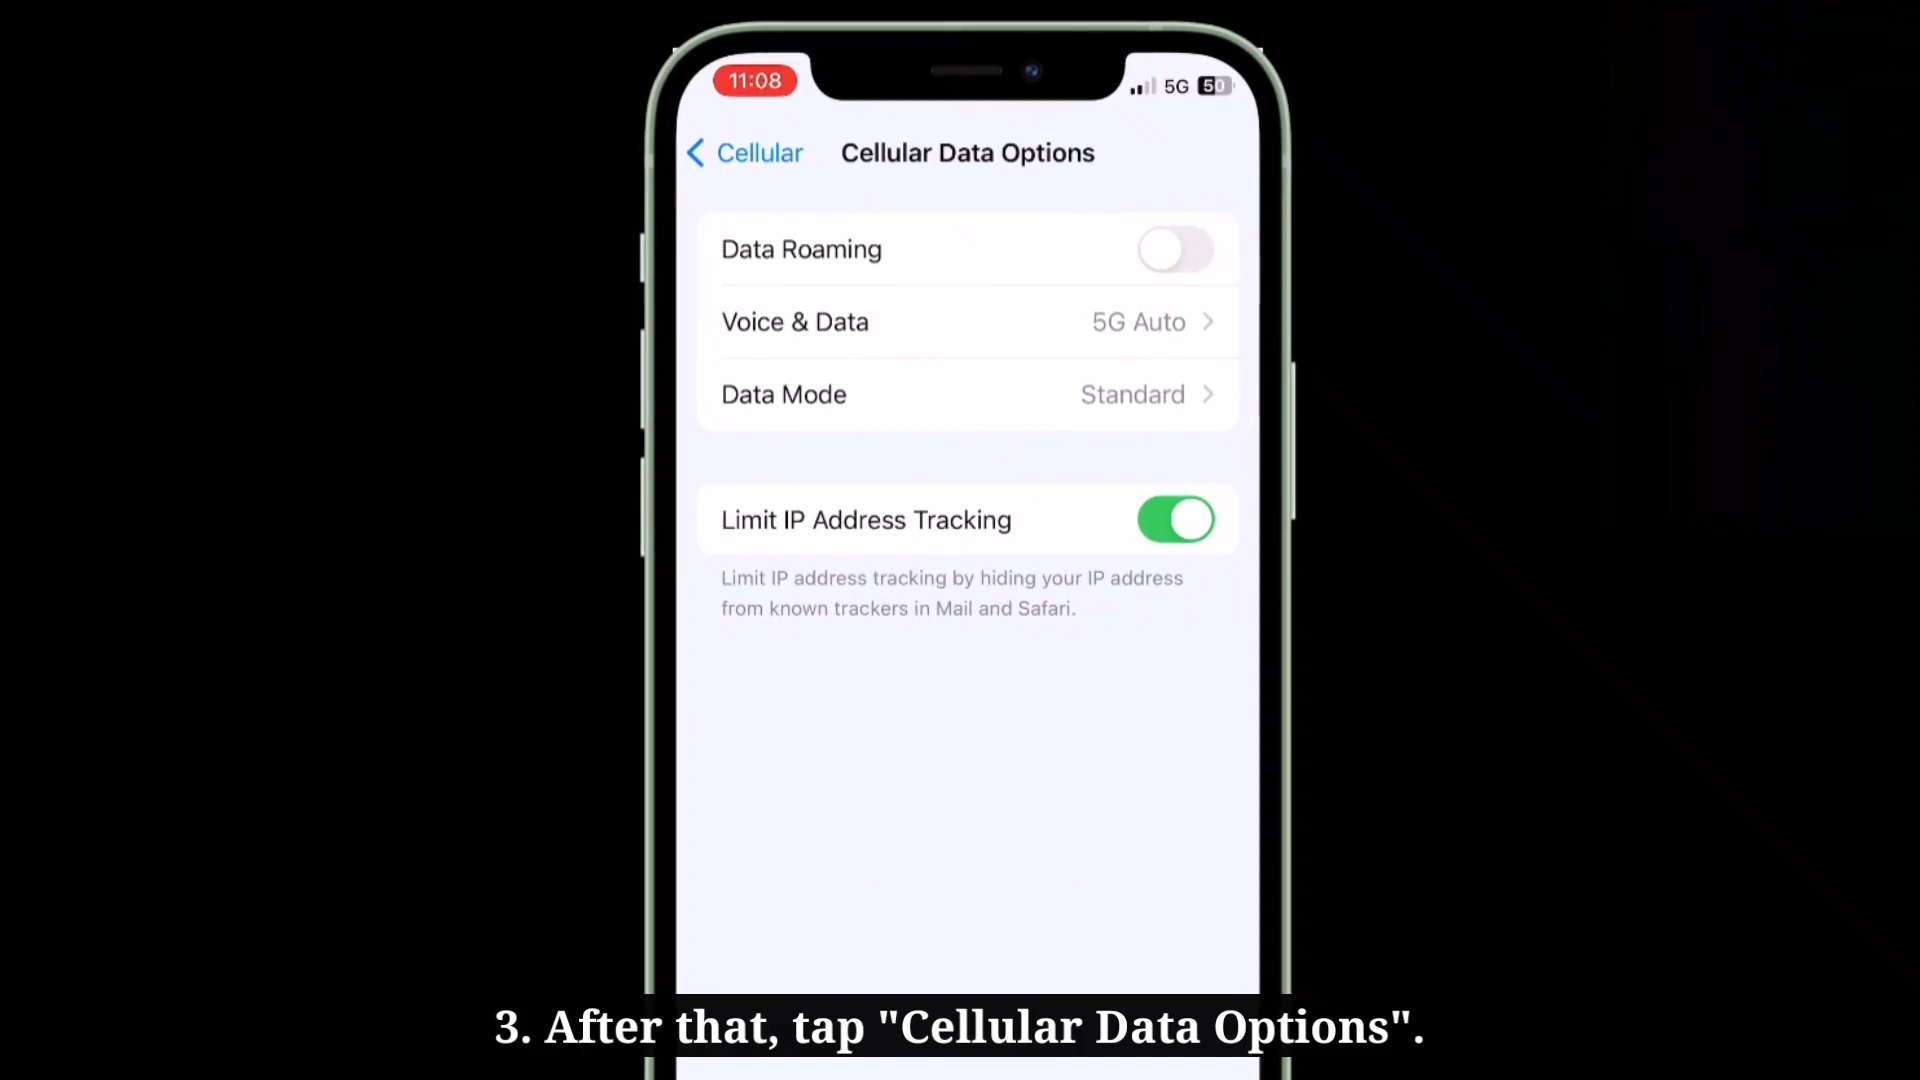 11:08
5G 50
Cellular
Cellular Data Options
Data Roaming
Voice & Data
5G Auto
Data Mode
Standard
Limit IP Address Tracking
Limit IP address tracking by hiding your IP address
from known trackers in Mail and Safari.
3. After that, tap "Cellular Data Options".